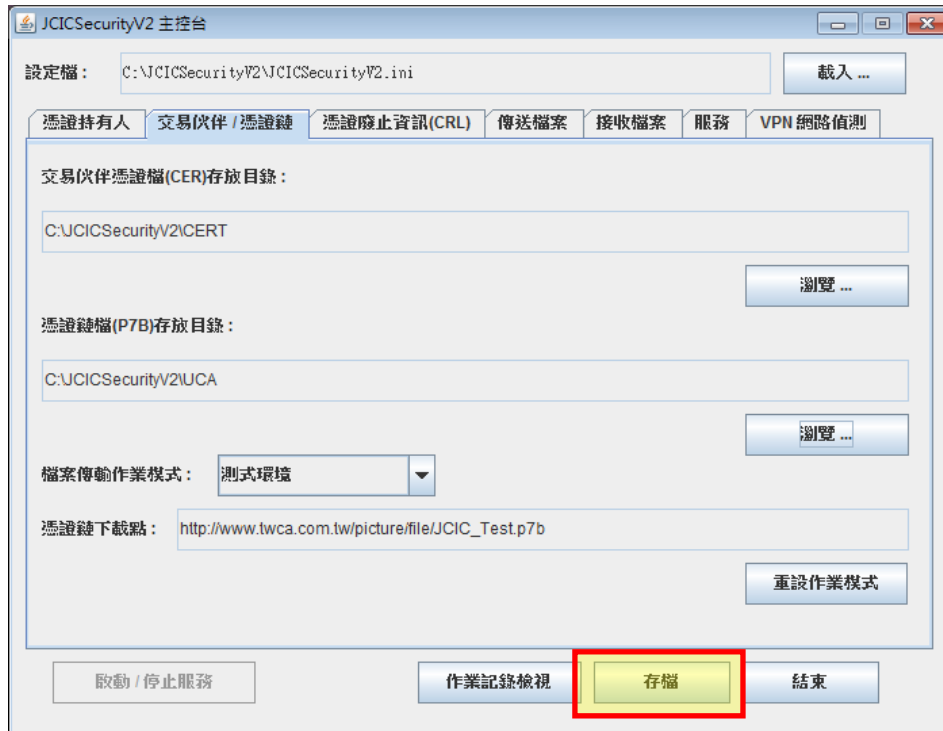 JCICSecurityV2 主控台
設定檔： C:\JCICSecurityV2\JCICSecurityV2.ini 載入 ...
憑證持有人 交易伙伴 / 憑證鏈 憑證廢止資訊(CRL) 傳送檔案 接收檔案 服務 VPN 網路偵測
交易伙伴憑證檔(CER)存放目錄：
C:\JCICSecurityV2\CERT
瀏覽 ...
憑證鏈檔(P7B)存放目錄：
C:\JCICSecurityV2\UCA
瀏覽 ...
檔案傳輸作業模式： 測式環境
憑證鏈下載點： http://www.twca.com.tw/picture/file/JCIC_Test.p7b
重設作業模式
啟動 / 停止服務 作業記錄檢視 存檔 結束